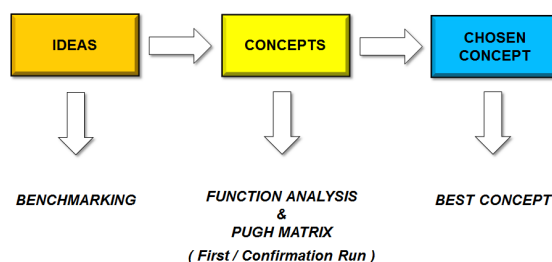 IDEAS
CONCEPTS
CHOSEN
CONCEPT
BENCHMARKING
FUNCTION ANALYSIS
&
PUGH MATRIX
( First / Confirmation Run )
BEST CONCEPT